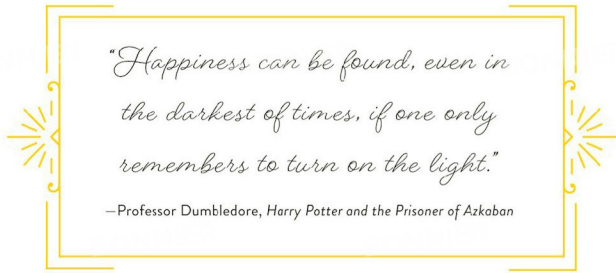 “Happiness can be found, even in
the darkest of times, if one only
remembers to turn on the light.”
—Professor Dumbledore, Harry Potter and the Prisoner of Azkaban